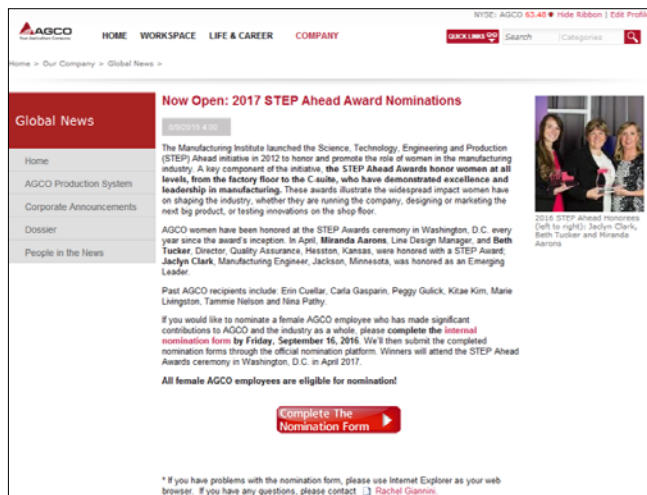 NYSE: AGCO 63.48 Hide Ribbon | Edit Profile
AGCO
Your Agriculture Company
HOME WORKSPACE LIFE & CAREER COMPANY
QUICK LINKS Search Categories
Home > Our Company > Global News >
Global News
Home
AGCO Production System
Corporate Announcements
Dossier
People in the News
Now Open: 2017 STEP Ahead Award Nominations
4:00
The Manufacturing Institute launched the Science, Technology, Engineering and Production
(STEP) Ahead initiative in 2012 to honor and promote the role of women in the manufacturing
industry. A key component of the initiative, the STEP Ahead Awards honor women at all
levels, from the factory floor to the C-suite, who have demonstrated excellence and
leadership in manufacturing. These awards illustrate the widespread impact women have
on shaping the industry, whether they are running the company, designing or marketing the
next big product, or testing innovations on the shop floor.
AGCO women have been honored at the STEP Awards ceremony in Washington, D.C. every
year since the award's inception. In April, Miranda Aarons, Line Design Manager, and Beth
Tucker, Director, Quality Assurance, Hesston, Kansas, were honored with a STEP Award;
Jaclyn Clark, Manufacturing Engineer, Jackson, Minnesota, was honored as an Emerging
Leader.
Past AGCO recipients include: Erin Cuellar, Carla Gasparin, Peggy Gulick, Kitae Kim, Marie
Livingston, Tammie Nelson and Nina Pathy.
If you would like to nominate a female AGCO employee who has made significant
contributions to AGCO and the industry as a whole, please complete the internal
nomination form by Friday, September 16, 2016. We'll then submit the completed
nomination forms through the official nomination platform. Winners will attend the STEP Ahead
Awards ceremony in Washington, D.C. in April 2017.
All female AGCO employees are eligible for nomination!
Complete The
Nomination Form
* If you have problems with the nomination form, please use Internet Explorer as your web
browser. If you have any questions, please contact Rachel Giannini.
2016 STEP Ahead Honorees
(left to right): Jaclyn Clark,
Beth Tucker and Miranda
Aarons